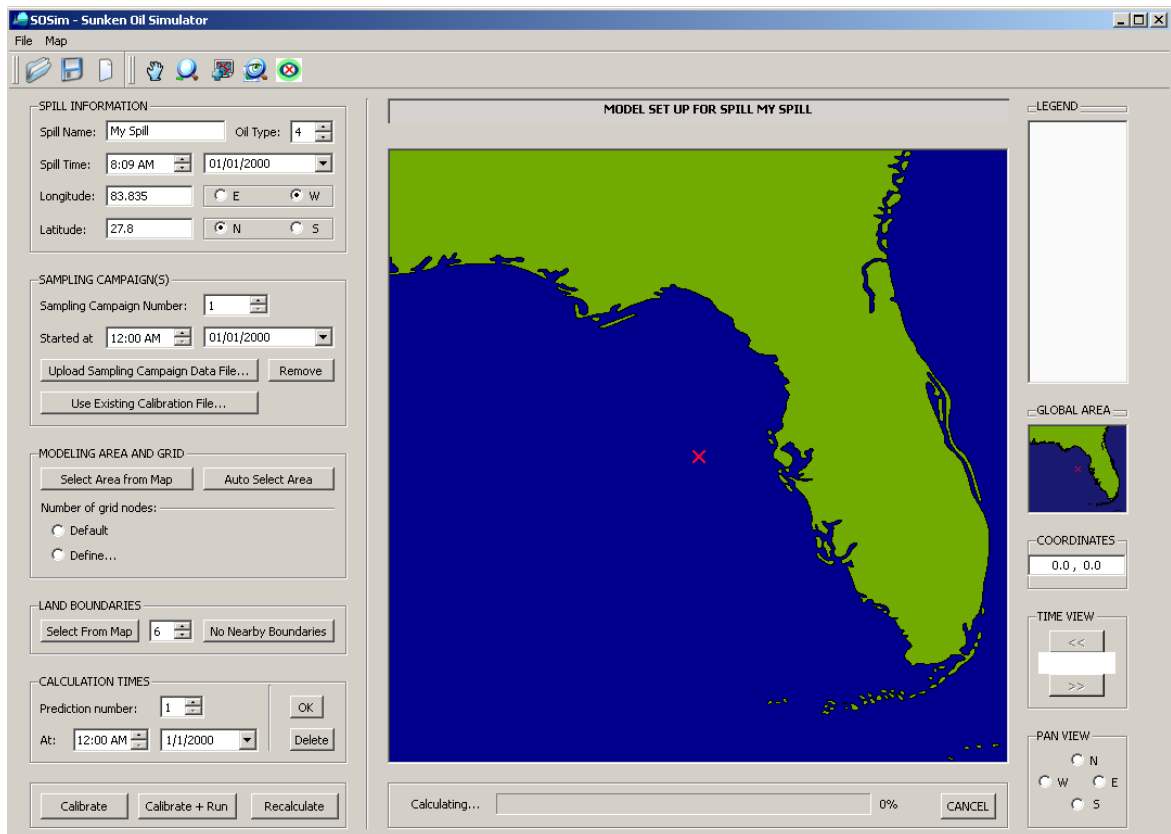 SOSim - Sunken Oil Simulator
File Map
SPILL INFORMATION
Spill Name: My Spill Oil Type: 4
Spill Time: 8:09 AM 01/01/2000
Longitude: 83.835 E W
Latitude: 27.8 N S
SAMPLING CAMPAIGN(S)
Sampling Campaign Number: 1
Started at 12:00 AM 01/01/2000
Upload Sampling Campaign Data File... Remove
Use Existing Calibration File...
MODELING AREA AND GRID
Select Area from Map Auto Select Area
Number of grid nodes:
Default
Define...
LAND BOUNDARIES
Select From Map 6 No Nearby Boundaries
CALCULATION TIMES
Prediction number: 1 OK
At: 12:00 AM 1/1/2000 Delete
Calibrate Calibrate + Run Recalculate
MODEL SET UP FOR SPILL MY SPILL
Calculating... 0% CANCEL
LEGEND
GLOBAL AREA
COORDINATES
0.0 , 0.0
TIME VIEW
<<
>>
PAN VIEW
N
W E
S